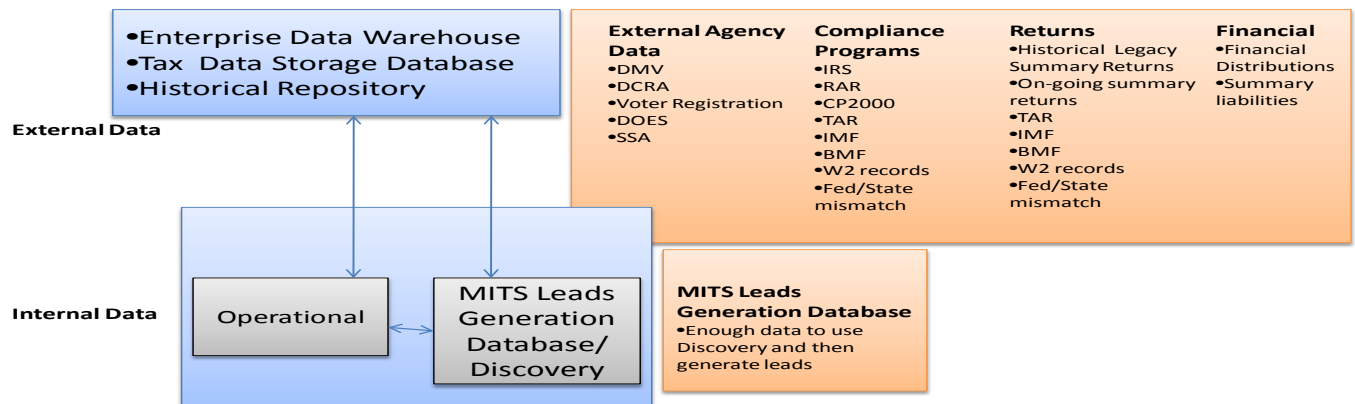 •Enterprise Data Warehouse
•Tax Data Storage Database
•Historical Repository
External Data
External Agency
Data
•DMV
•DCRA
•Voter Registration
•DOES
•SSA
Compliance
Programs
•IRS
•RAR
•CP2000
•TAR
•IMF
•BMF
•W2 records
•Fed/State
mismatch
Returns
•Historical Legacy
Summary Returns
•On-going summary
returns
•TAR
•IMF
•BMF
•W2 records
•Fed/State
mismatch
Financial
•Financial
Distributions
•Summary
liabilities
Internal Data
Operational
MITS Leads
Generation
Database/
Discovery
MITS Leads
Generation Database
•Enough data to use
Discovery and then
generate leads